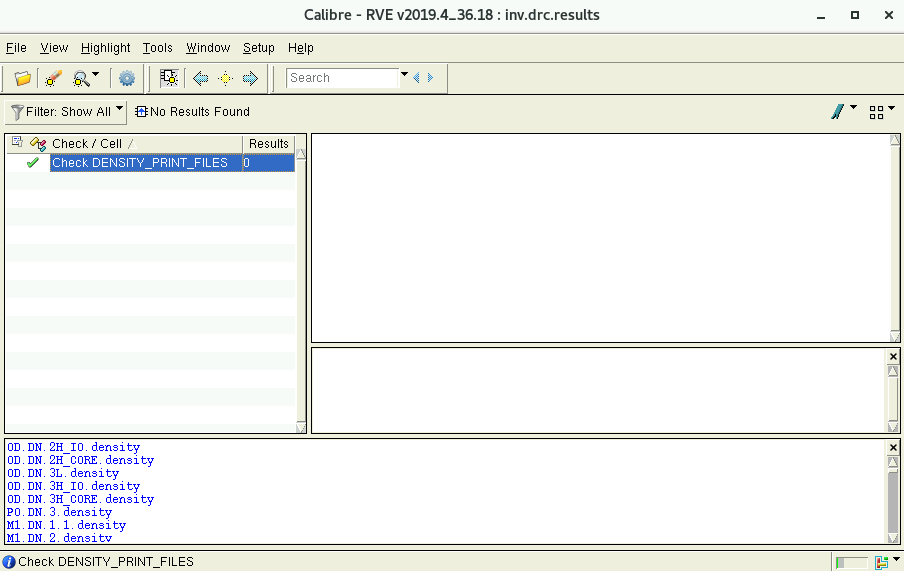 Calibre - RVE v2019.4_36.18 : inv.drc.results
File View Highlight Tools Window Setup Help
Search
Filter: Show All No Results Found
Check / Cell Results
Check DENSITY_PRINT_FILES 0
OD.DN.2H_IO.density
OD.DN.2H_CORE.density
OD.DN.3L.density
OD.DN.3H_IO.density
OD.DN.3H_CORE.density
PO.DN.3.density
M1.DN.1.1.density
M1.DN.2.density
Check DENSITY_PRINT_FILES